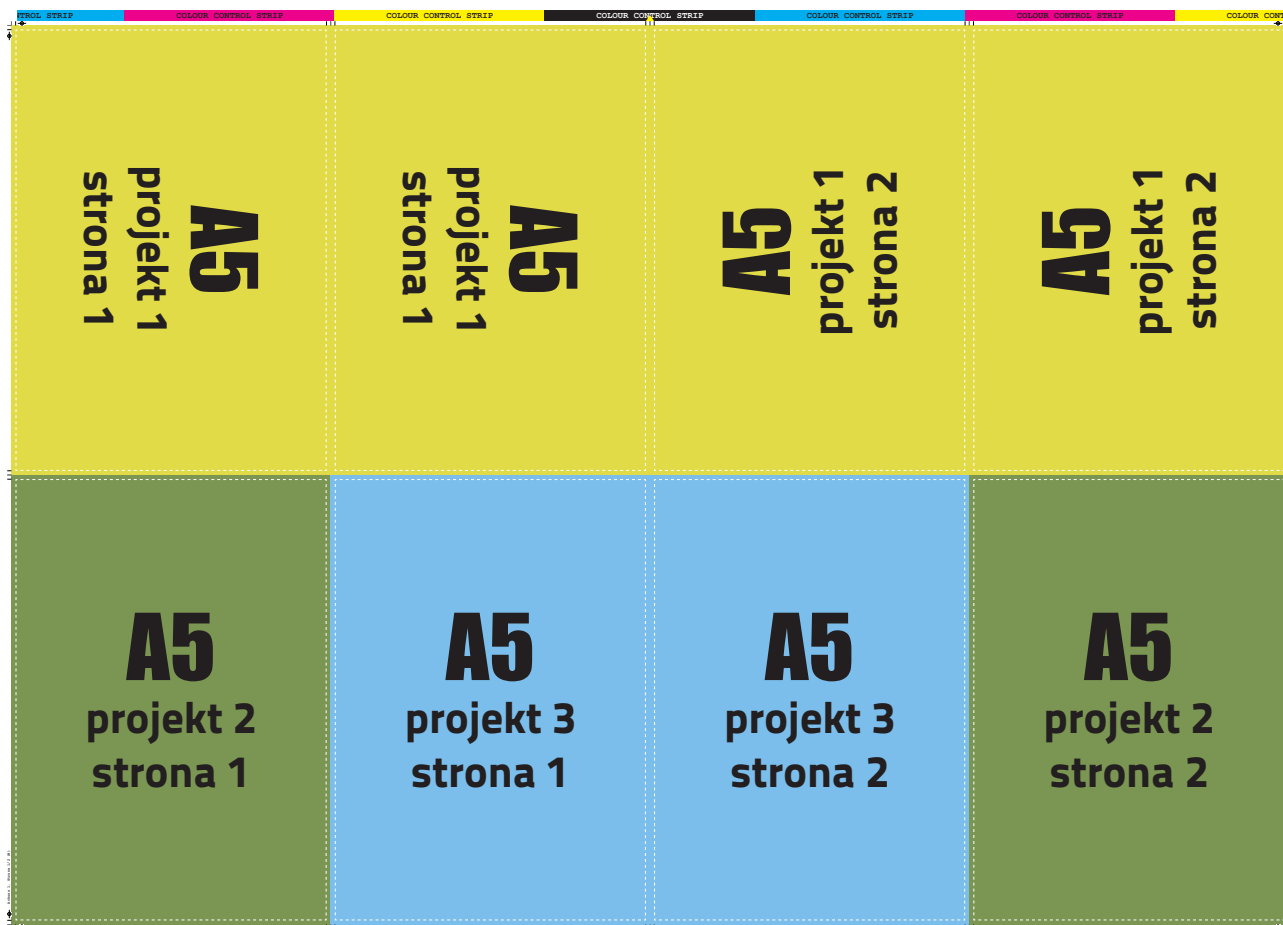 TROL STRIP
COLOUR CONTROL STRIP
COLOUR CONTROL STRIP
COLOUR CONTROL STRIP
COLOUR CONTROL STRIP
COLOUR CONTROL STRIP
COLOUR CONT
A5
projekt 1
strona 1
A5
projekt 1
strona 1
A5
projekt 1
strona 2
A5
projekt 1
strona 2
A5
projekt 2
strona 1
A5
projekt 3
strona 1
A5
projekt 3
strona 2
A5
projekt 2
strona 2